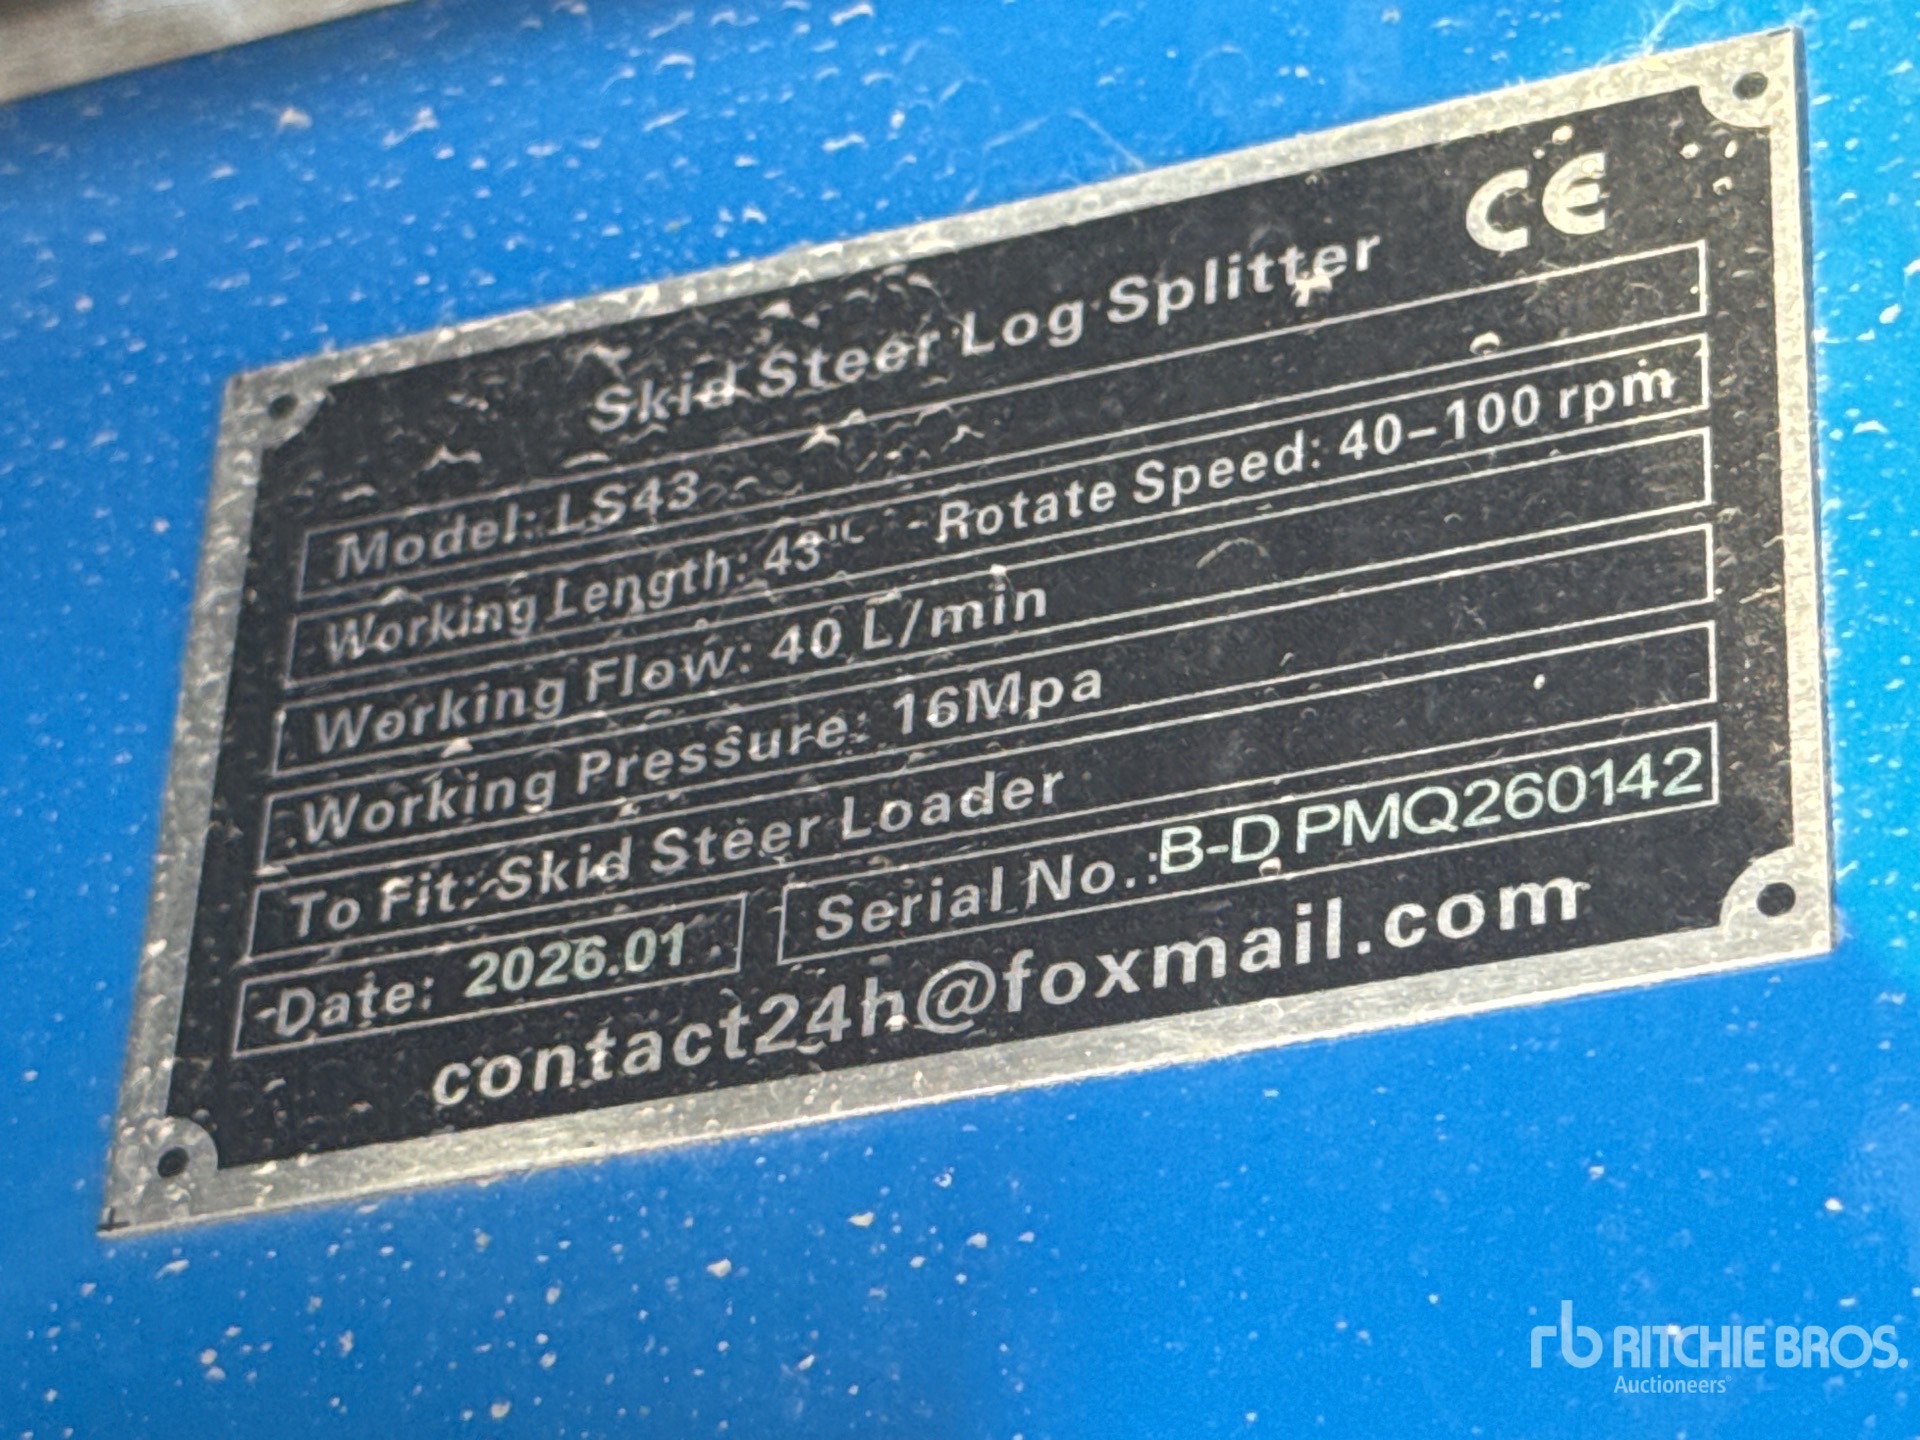 CE
Skid Steer Log Splitter
Model: LS43
Working Length: 43" Rotate Speed: 40-100 rpm
Working Flow: 40 L/min
Working Pressure: 16Mpa
To Fit: Skid Steer Loader
Date: 2026.01 Serial No.: B-D PMQ260142
contact24h@foxmail.com
rb RITCHIE BROS.
Auctioneers